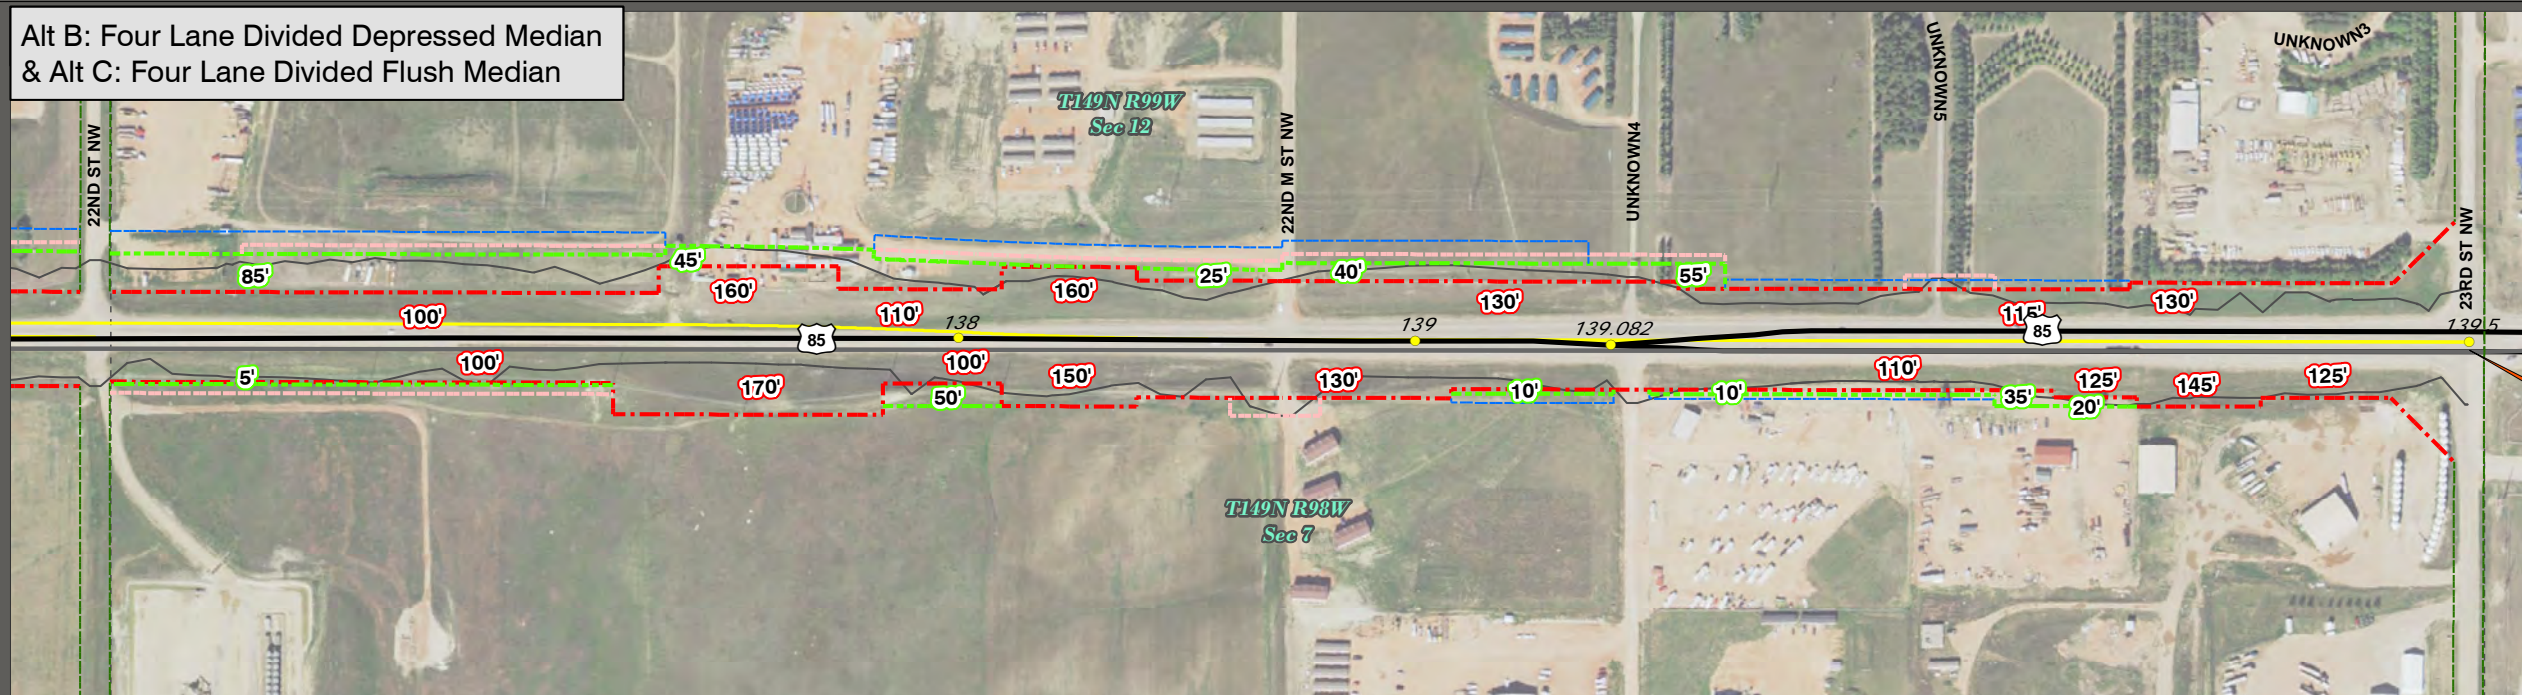 Alt B: Four Lane Divided Depressed Median
& Alt C: Four Lane Divided Flush Median
22ND ST NW
T149N R99W
Sec 12
22ND M ST NW
UNKNOWN4
UNKNOWN5
UNKNOWN3
23RD ST NW
85'
45'
160'
160'
25'
40'
55'
100'
110'
130'
115'
130'
138
139
139.082
139.5
85
85
5'
100'
170'
100'
50'
150'
130'
10'
10'
110'
35'
125'
20'
145'
125'
T149N R98W
Sec 7